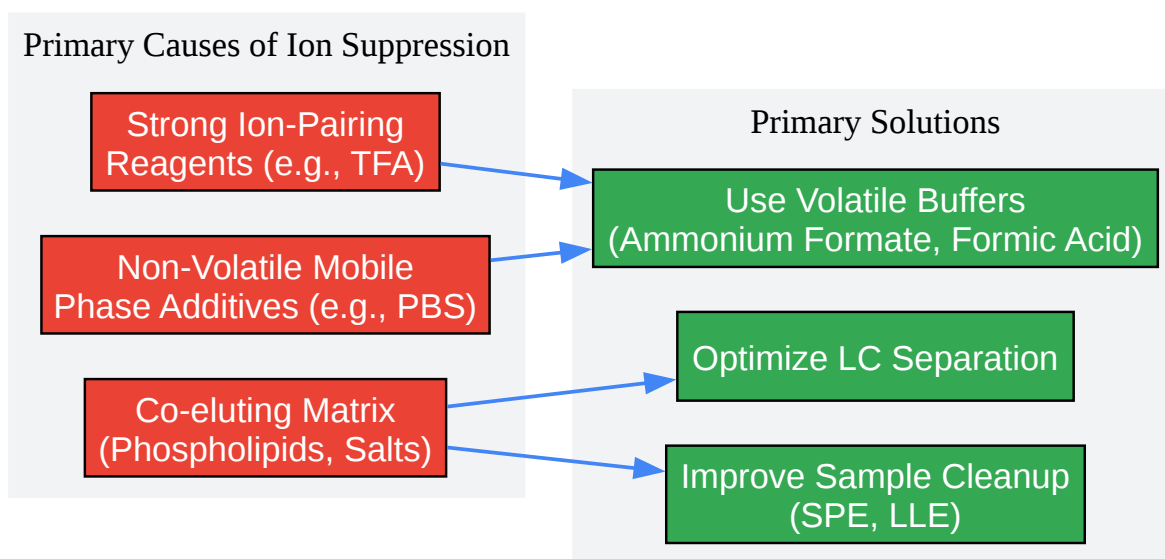 Primary Causes of Ion Suppression
Strong Ion-Pairing
Reagents (e.g., TFA)
Non-Volatile Mobile
Phase Additives (e.g., PBS)
Co-eluting Matrix
(Phospholipids, Salts)
Primary Solutions
Use Volatile Buffers
(Ammonium Formate, Formic Acid)
Optimize LC Separation
Improve Sample Cleanup
(SPE, LLE)